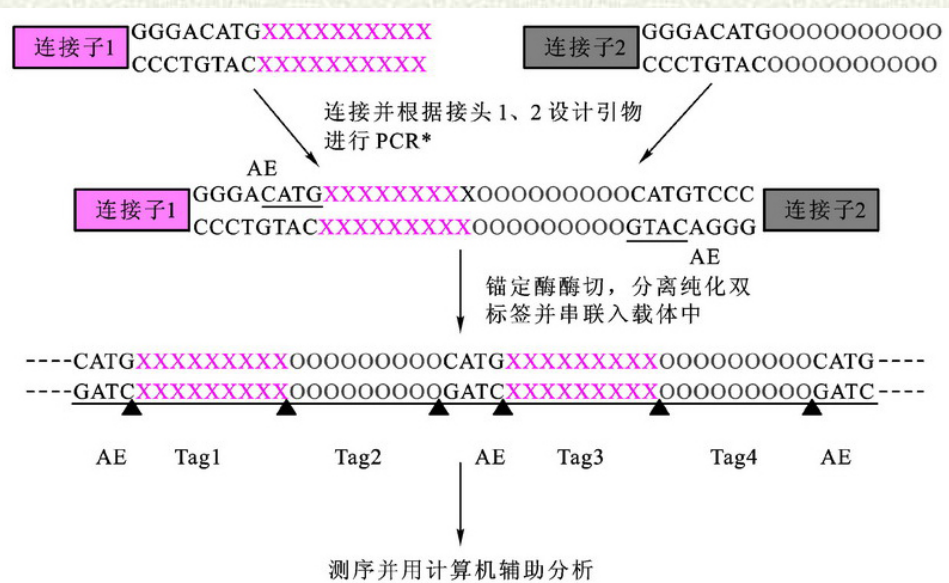 连接子1 GGGACATGXXXXXXXXXX 连接子2 GGGACATGOOOOOOOOOO
CCCTGTACXXXXXXXXXX CCCTGTACOOOOOOOOOO
连接并根据接头1、2设计引物
进行PCR*
AE
连接子1 GGGACATGXXXXXXXXXOOOOOOOOOCATGTCCC 连接子2
CCCTGTACXXXXXXXXXOOOOOOOOOGTACAGGG
AE
锚定酶酶切，分离纯化双
标签并串联入载体中
----CATGXXXXXXXXXOOOOOOOOOCATGXXXXXXXXXOOOOOOOOOCATG----
----GATCXXXXXXXXXOOOOOOOOOGATCXXXXXXXXXOOOOOOOOOGATC----
AE Tag1 Tag2 AE Tag3 Tag4 AE
测序并用计算机辅助分析